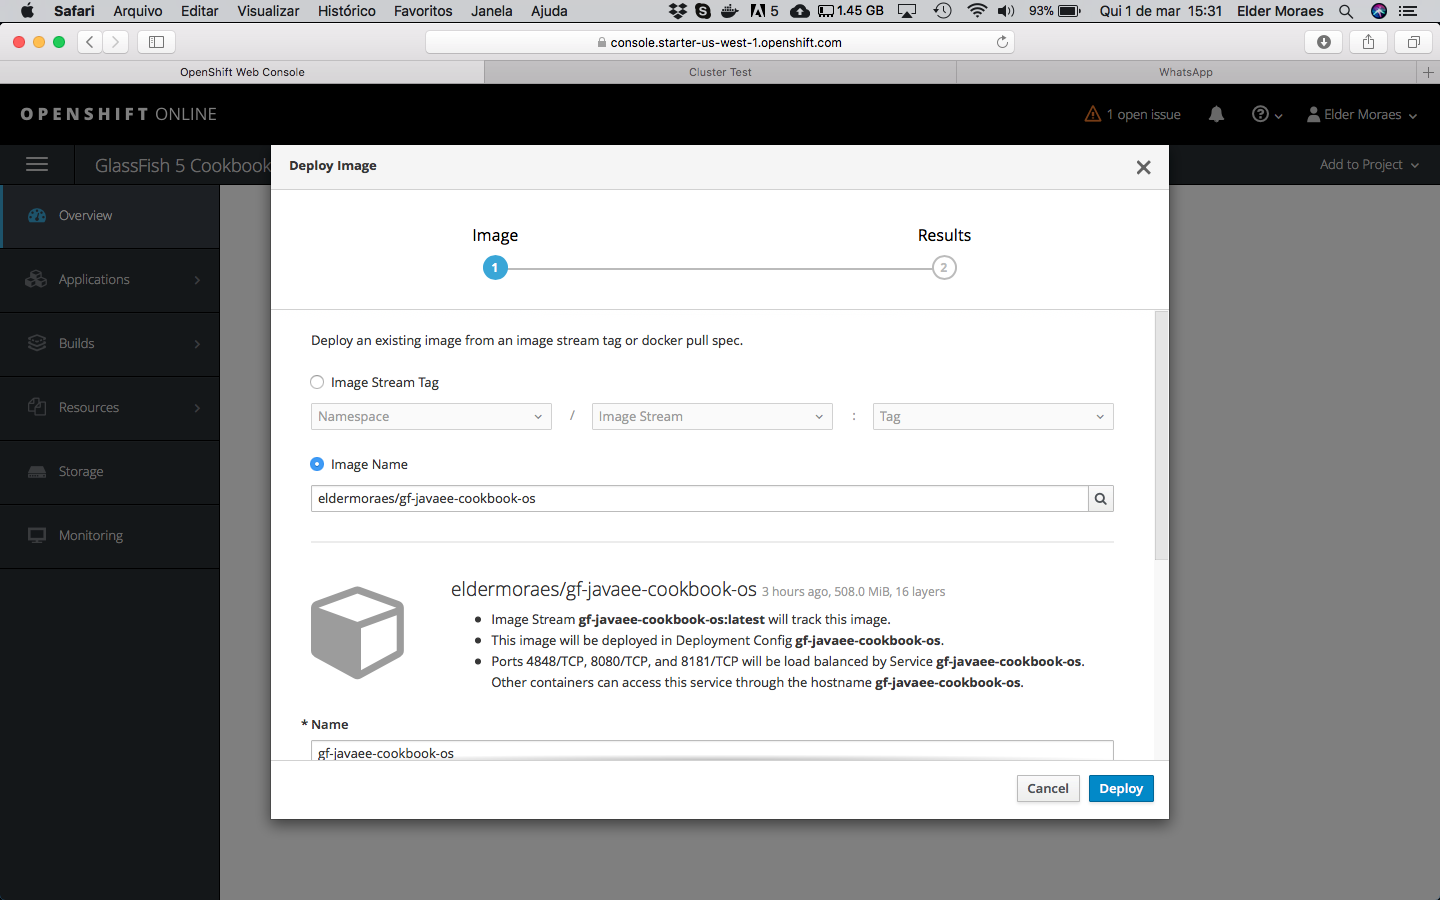 Safari Arquivo Editar Visualizar Histórico Favoritos Janela Ajuda 5 1.45 GB 93% Qui 1 de mar 15:31 Elder Moraes
console.starter-us-west-1.openshift.com
OpenShift Web Console Cluster Test WhatsApp
OPENSHIFT ONLINE 1 open issue Elder Moraes
GlassFish 5 Cookbook Add to Project
Overview
Applications
Builds
Resources
Storage
Monitoring
Deploy Image
Image Results
1 2
Deploy an existing image from an image stream tag or docker pull spec.
Image Stream Tag
Namespace / Image Stream : Tag
Image Name
eldermoraes/gf-javaee-cookbook-os
eldermoraes/gf-javaee-cookbook-os 3 hours ago, 508.0 MiB, 16 layers
Image Stream gf-javaee-cookbook-os:latest will track this image.
This image will be deployed in Deployment Config gf-javaee-cookbook-os.
Ports 4848/TCP, 8080/TCP, and 8181/TCP will be load balanced by Service gf-javaee-cookbook-os.
Other containers can access this service through the hostname gf-javaee-cookbook-os.
* Name
gf-javaee-cookbook-os
Cancel Deploy